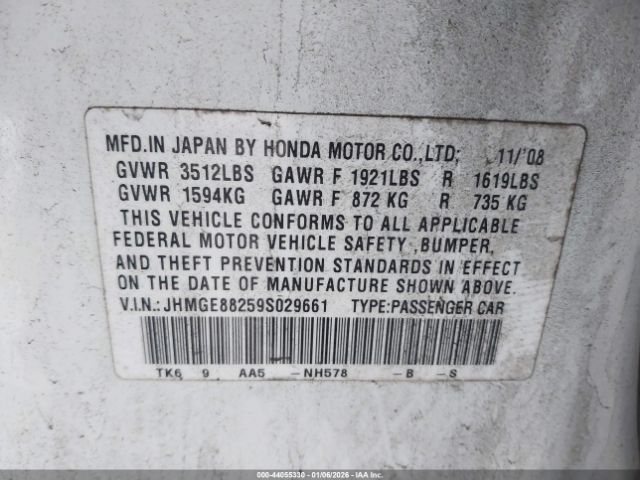 MFD.IN JAPAN BY HONDA MOTOR CO.,LTD; 11/'08
GVWR 3512LBS GAWR F 1921LBS R 1619LBS
GVWR 1594KG GAWR F 872 KG R 735 KG
THIS VEHICLE CONFORMS TO ALL APPLICABLE
FEDERAL MOTOR VEHICLE SAFETY ,BUMPER,
AND THEFT PREVENTION STANDARDS IN EFFECT
ON THE DATE OF MANUFACTURE SHOWN ABOVE.
V.I.N.:JHMGE88259S029661 TYPE:PASSENGER CAR
TK6 9 AA5 -NH578 -B -S
000-44055330 - 01/06/2026 - IAA Corp.